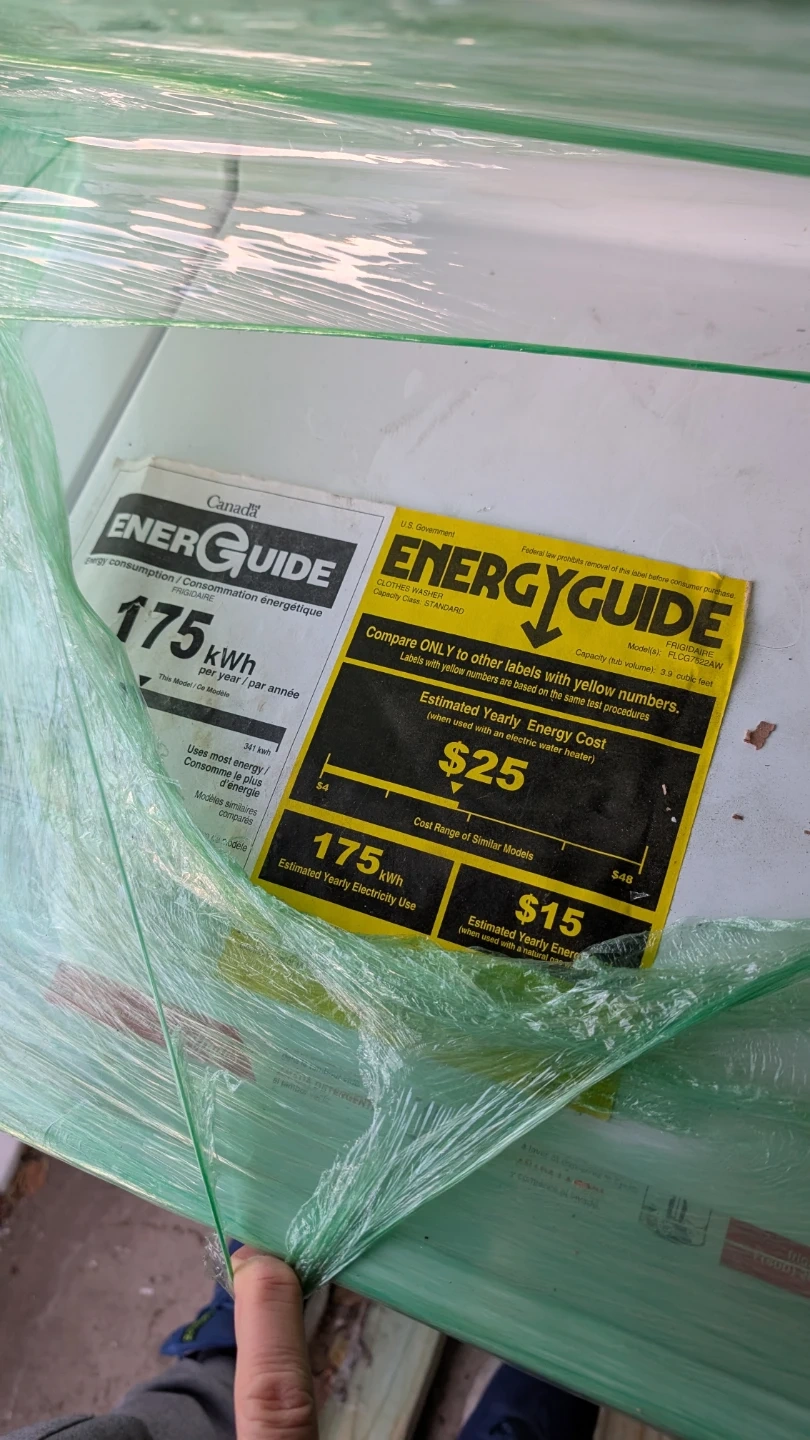 Canada
ENERGUIDE
Energy consumption / Consommation énergétique
FRIGIDAIRE
175 kWh
per year / par année
This Model / Ce Modèle
341 kwh
Uses most energy /
Consomme le plus
d'énergie
Modèles similaires
comparés
U.S. Government
Federal law prohibits removal of this label before consumer purchase.
ENERGYGUIDE
CLOTHES WASHER
Capacity Class: STANDARD
FRIGIDAIRE
Model(s): FLCG7522AW
Capacity (tub volume): 3.9 cubic feet
Compare ONLY to other labels with yellow numbers.
Labels with yellow numbers are based on the same test procedures
Estimated Yearly Energy Cost
(when used with an electric water heater)
$25
$4
$48
Cost Range of Similar Models
175 kWh
Estimated Yearly Electricity Use
$15
Estimated Yearly Energy
(when used with a natural gas
DETERGENT